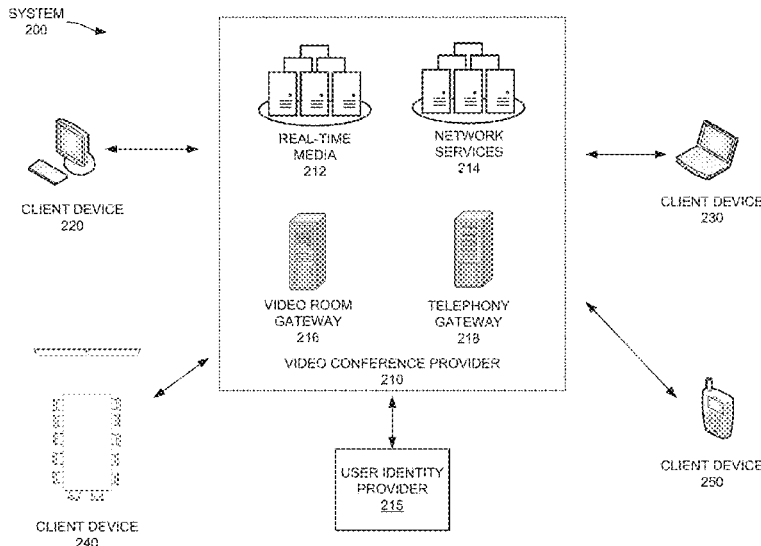 SYSTEM
200
REAL-TIME
MEDIA
212
NETWORK
SERVICES
214
CLIENT DEVICE
220
CLIENT DEVICE
230
VIDEO ROOM
GATEWAY
216
TELEPHONY
GATEWAY
218
VIDEO CONFERENCE PROVIDER
210
USER IDENTITY
PROVIDER
215
CLIENT DEVICE
240
CLIENT DEVICE
250